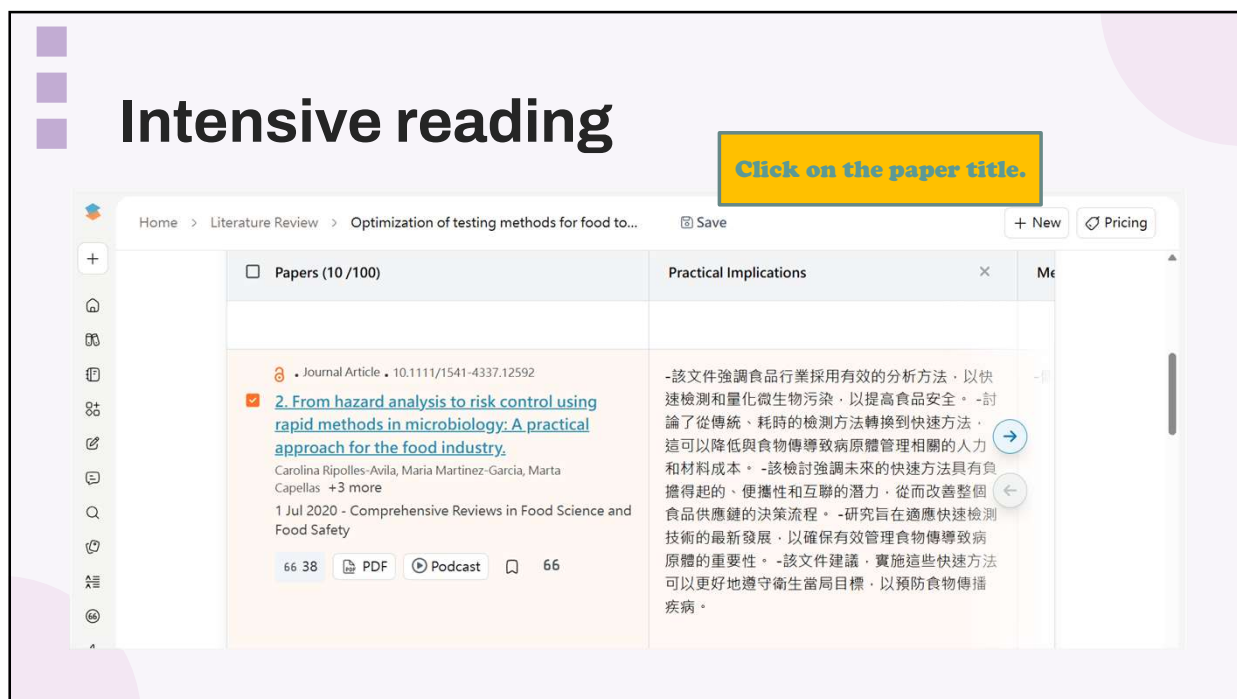 Intensive reading
Click on the paper title.
Home > Literature Review > Optimization of testing methods for food to...
Save
+ New
Pricing
Papers (10 /100)
Practical Implications
×
Me
• Journal Article • 10.1111/1541-4337.12592
2. From hazard analysis to risk control using
rapid methods in microbiology: A practical
approach for the food industry.
Carolina Ripolles-Avila, Maria Martinez-Garcia, Marta
Capellas +3 more
1 Jul 2020 - Comprehensive Reviews in Food Science and
Food Safety
66 38
PDF
Podcast
66
-該文件強調食品行業採用有效的分析方法，以快
速檢測和量化微生物污染，以提高食品安全。 -討
論了從傳統、耗時的檢測方法轉換到快速方法，
這可以降低與食物傳導致病原體管理相關的人力
和材料成本。 -該檢討強調未來的快速方法具有負
擔得起的、便攜性和互聯的潛力，從而改善整個
食品供應鏈的決策流程。 -研究旨在適應快速檢測
技術的最新發展，以確保有效管理食物傳導致病
原體的重要性。 -該文件建議，實施這些快速方法
可以更好地遵守衛生當局目標，以預防食物傳播
疾病。